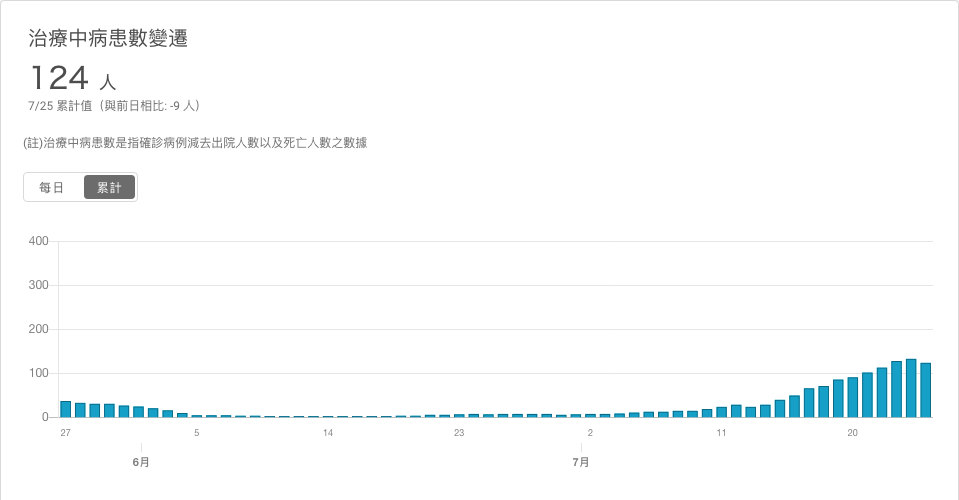 治療中病患數變遷
124 人
7/25 累計值（與前日相比: -9 人）
(註)治療中病患數是指確診病例減去出院人數以及死亡人數之數據
每日 累計
400
300
200
100
0
27 5 14 23 2 11 20
6月 7月